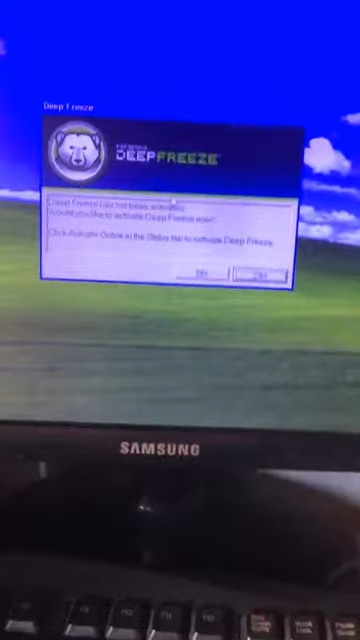 Deep Freeze
FARONICS
DEEPFREEZE
Deep Freeze has not been activated.
Would you like to activate Deep Freeze now?
Click Activate Online in the Status tab to activate Deep Freeze.
SAMSUNG